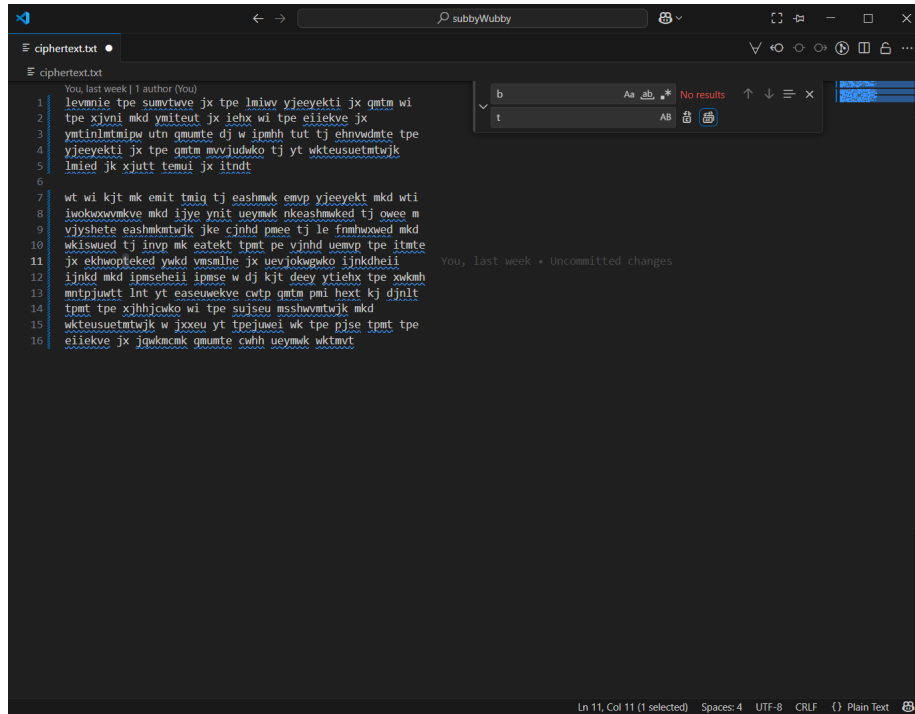 subbyWubby
ciphertext.txt
ciphertext.txt
You, last week | 1 author (You)
b Aa ab, .* No results
t AB
1 levmnie tpe sumvtwve jx tpe lmiwv yjeeyekti jx qmtm wi
2 tpe xjvni mkd ymiteut jx iehx wi tpe eiiekve jx
3 ymtinlmtmipw utn qmumte dj w ipmhh tut tj ehnvwdmte tpe
4 yjeeyekti jx tpe qmtm mvvjudwko tj yt wkteusuetmtwjk
5 lmied jk xjutt temui jx itndt
6
7 wt wi kjt mk emit tmiq tj eashmwk emvp yjeeyekt mkd wti
8 iwokwxwvmkve mkd ijye ynit ueymwk nkeashmwked tj owee m
9 vjyshete eashmkmtwjk jke cjnhd pmee tj le fnmhwxwed mkd
10 wkiswued tj invp mk eatekt tpmt pe vjnhd uemvp tpe itmte
11 jx ekhwopteked ywkd vmsmlhe jx uevjokwgwko ijnkdheii You, last week • Uncommitted changes
12 ijnkd mkd ipmseheii ipmse w dj kjt deey ytiehx tpe xwkmh
13 mntpjuwtt lnt yt easeuwekve cwtp qmtm pmi hext kj djnlt
14 tpmt tpe xjhhjcwko wi tpe sujseu msshwvmtwjk mkd
15 wkteusuetmtwjk w jxxeu yt tpejuwei wk tpe pjse tpmt tpe
16 eiiekve jx jqwkmcmk qmumte cwhh ueymwk wktmvt
Ln 11, Col 11 (1 selected) Spaces: 4 UTF-8 CRLF {} Plain Text